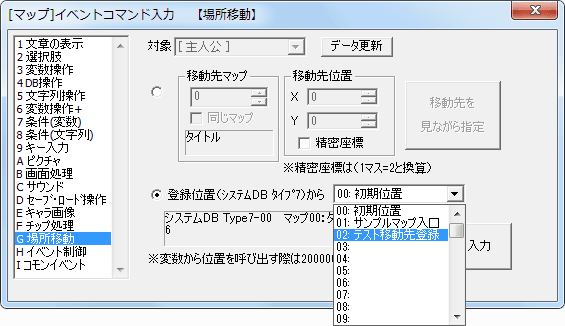 [マップ]イベントコマンド入力　【場所移動】
1 文章の表示
2 選択肢
3 変数操作
4 DB操作
5 文字列操作
6 変数操作+
7 条件(変数)
8 条件(文字列)
9 キー入力
A ピクチャ
B 画面処理
C サウンド
D セーブ・ロード操作
E キャラ画像
F チップ処理
G 場所移動
H イベント制御
I コモンイベント
対象 [ 主人公 ] データ更新
移動先マップ
0
同じマップ
タイトル
移動先位置
X 0
Y 0
精密座標
移動先を
見ながら指定
※精密座標は(1マス=2と換算)
登録位置(システムDB タイプ7)から 00: 初期位置
システムDB Type7-00　マップ00:タ
6
※変数から位置を呼び出す際は200000
00: 初期位置
01: サンプルマップ入口
02: テスト移動先登録
03:
04:
05:
06:
07:
08:
09:
入力